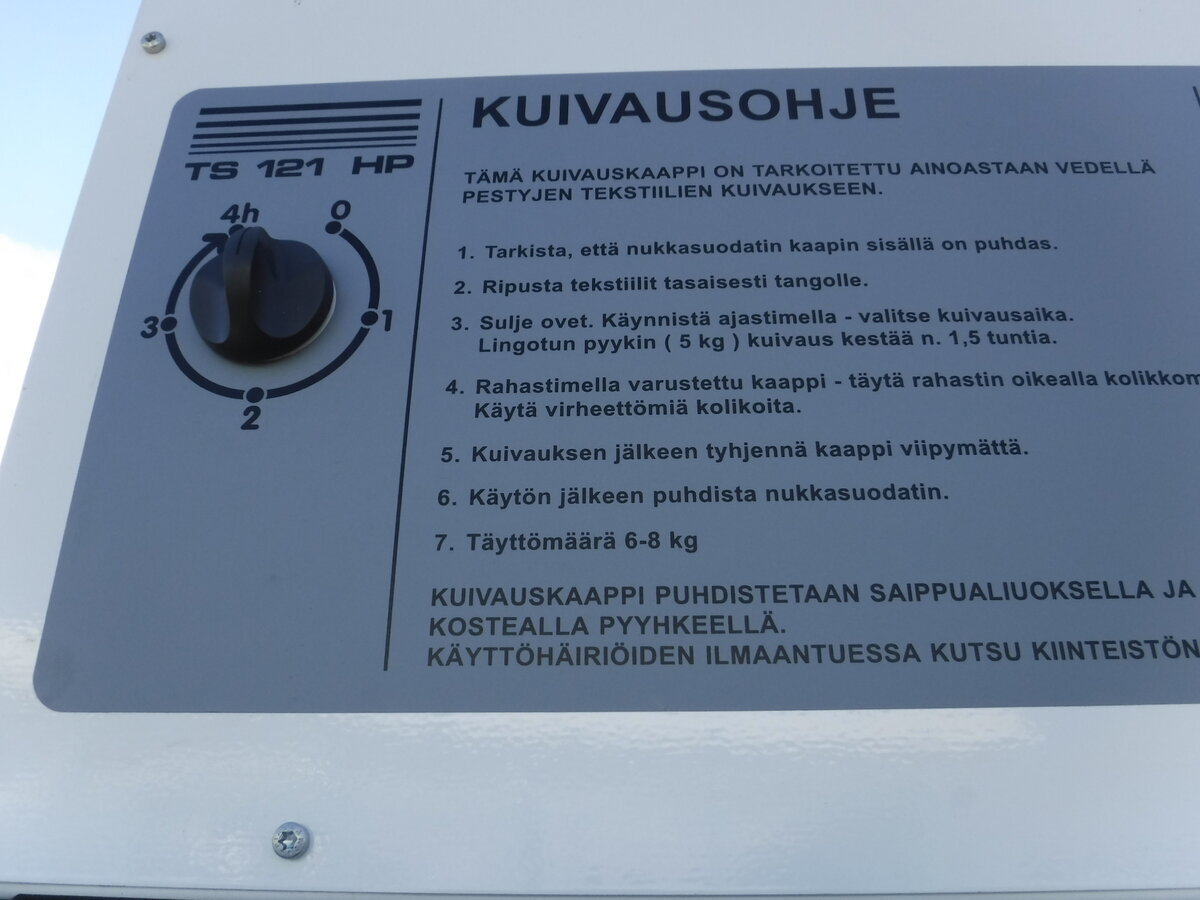 TS 121 HP
4h
0
3
1
2
KUIVAUSOHJE
TÄMÄ KUIVAUSKAAPPI ON TARKOITETTU AINOASTAAN VEDELLÄ
PESTYJEN TEKSTIILIEN KUIVAUKSEEN.
1. Tarkista, että nukkasuodatin kaapin sisällä on puhdas.
2. Ripusta tekstiilit tasaisesti tangolle.
3. Sulje ovet. Käynnistä ajastimella - valitse kuivausaika.
Lingotun pyykin ( 5 kg ) kuivaus kestää n. 1,5 tuntia.
4. Rahastimella varustettu kaappi - täytä rahastin oikealla
Käytä virheettömiä kolikoita.
5. Kuivauksen jälkeen tyhjennä kaappi viipymättä.
6. Käytön jälkeen puhdista nukkasuodatin.
7. Täyttömäärä 6-8 kg
KUIVAUSKAAPPI PUHDISTETAAN SAIPPUALIUOKSELLA JA
KOSTEALLA PYYHKEELLÄ.
KÄYTTÖHÄIRIÖIDEN ILMAANTUESSA KUTSU KIINTEISTÖN